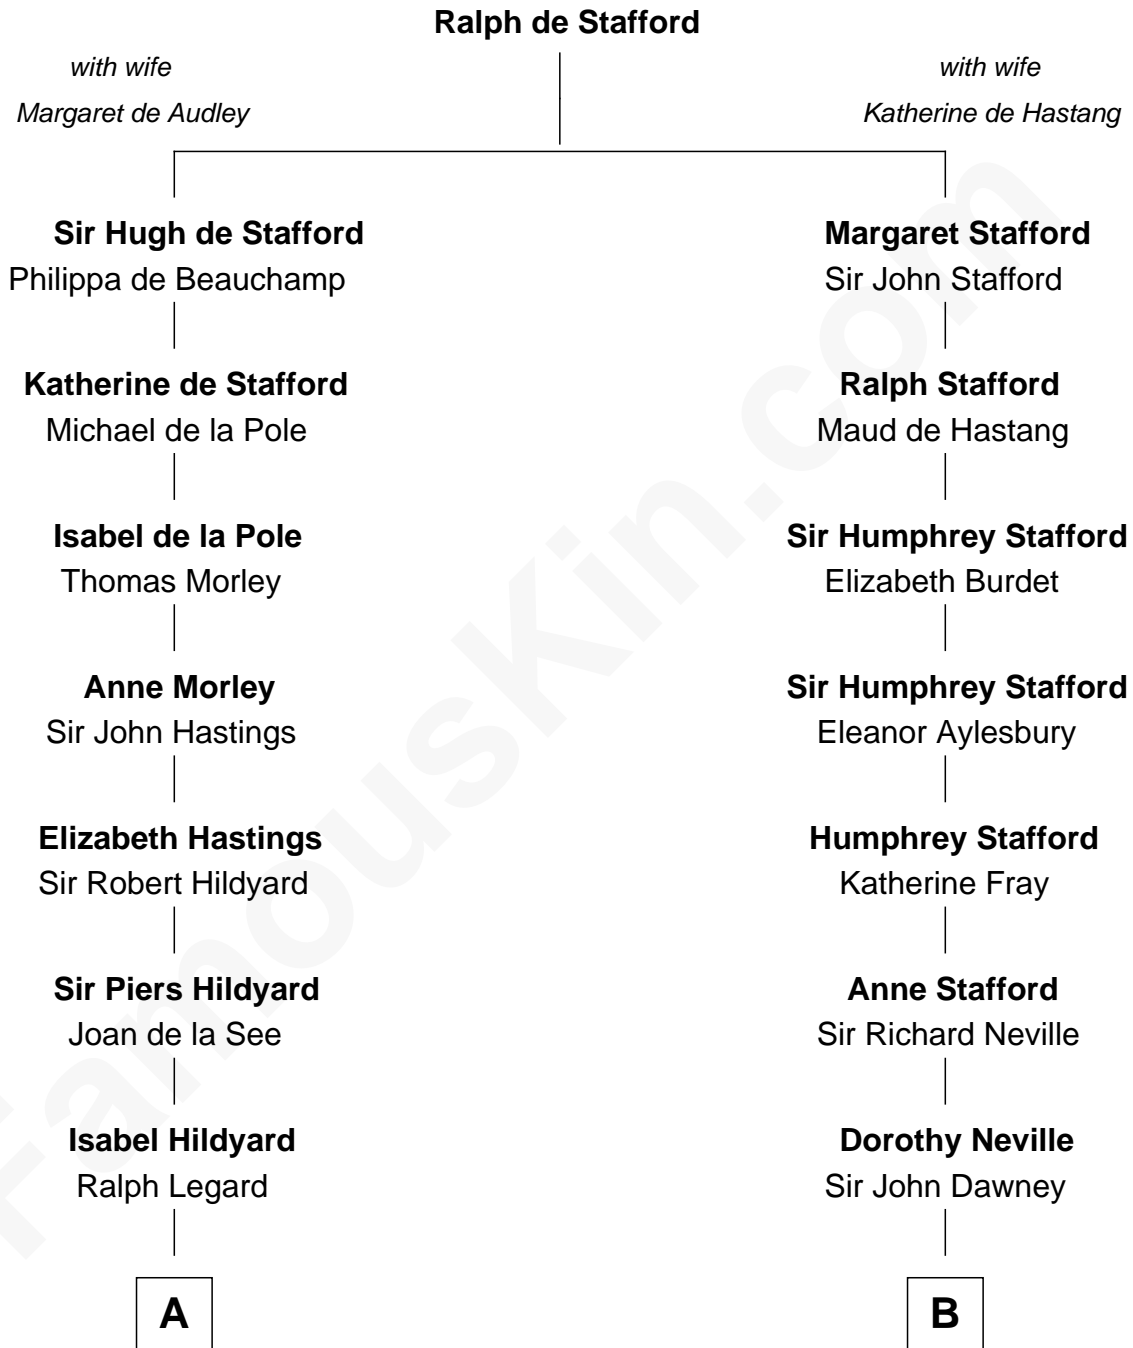 Ralph de Stafford
with wife
Margaret de Audley
with wife
Katherine de Hastang
Sir Hugh de Stafford
Philippa de Beauchamp
Margaret Stafford
Sir John Stafford
Katherine de Stafford
Michael de la Pole
Ralph Stafford
Maud de Hastang
Isabel de la Pole
Thomas Morley
Sir Humphrey Stafford
Elizabeth Burdet
Anne Morley
Sir John Hastings
Sir Humphrey Stafford
Eleanor Aylesbury
Elizabeth Hastings
Sir Robert Hildyard
Humphrey Stafford
Katherine Fray
Sir Piers Hildyard
Joan de la See
Anne Stafford
Sir Richard Neville
Isabel Hildyard
Ralph Legard
Dorothy Neville
Sir John Dawney
A
B
FamousKin.com